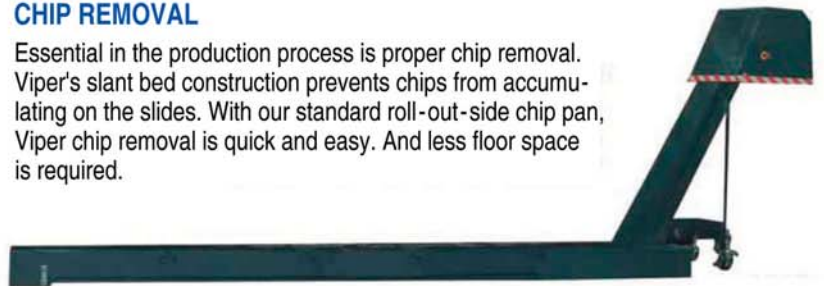 CHIP REMOVAL
Essential in the production process is proper chip removal.
Viper's slant bed construction prevents chips from accumu-
lating on the slides. With our standard roll-out-side chip pan,
Viper chip removal is quick and easy. And less floor space
is required.